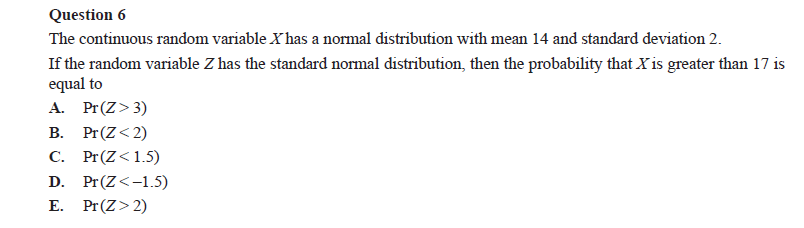 Question 6
The continuous random variable X has a normal distribution with mean 14 and standard deviation 2.
If the random variable Z has the standard normal distribution, then the probability that X is greater than 17 is
equal to
A. Pr(Z > 3)
B. Pr(Z < 2)
C. Pr(Z < 1.5)
D. Pr(Z < –1.5)
E. Pr(Z > 2)